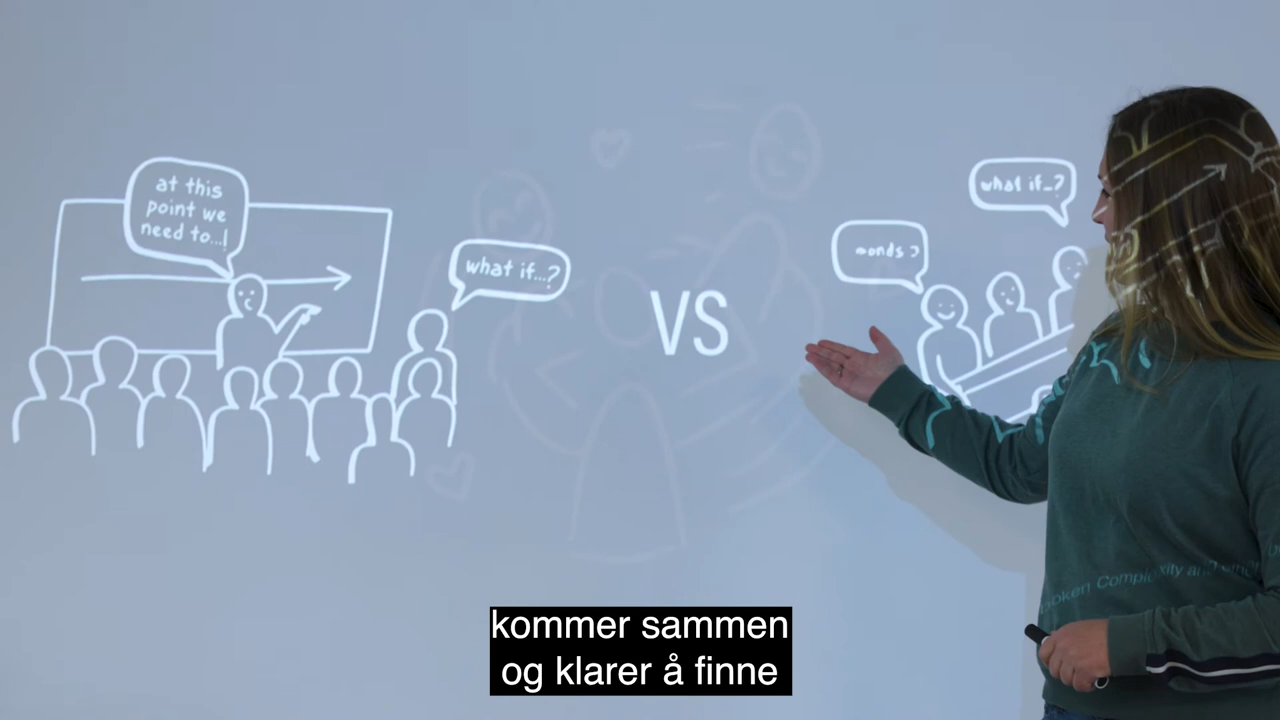 at this
point we
need to...!
what if...?
VS
what if...?
kommer sammen
og klarer å finne